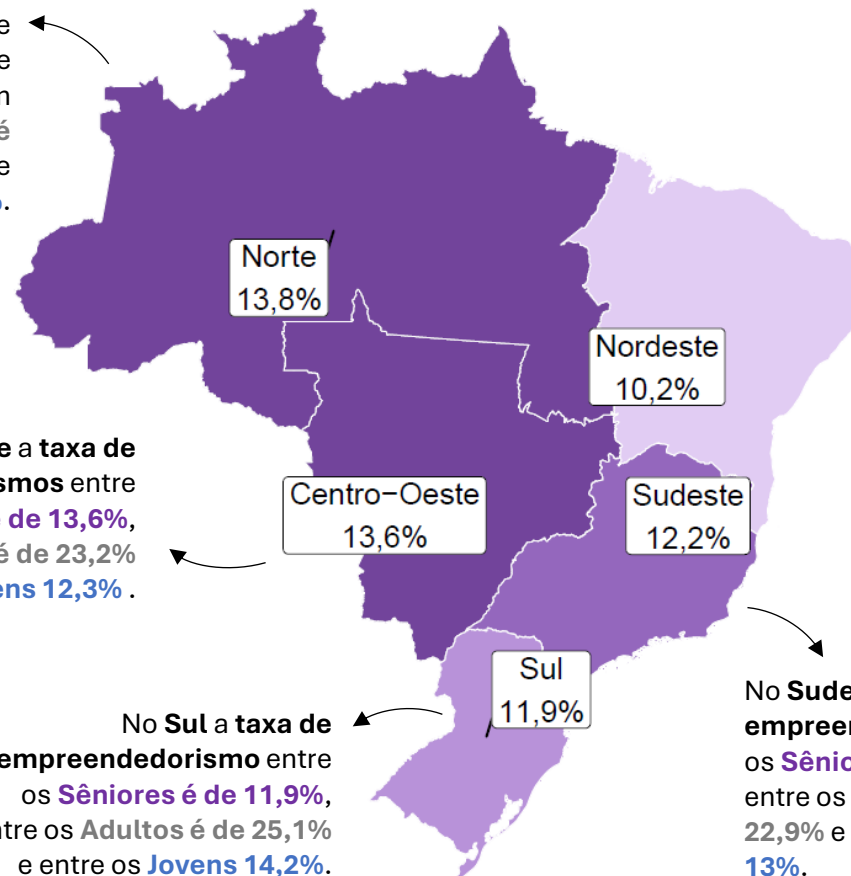 e
e
n
é
e
.
Norte
13,8%
Nordeste
10,2%
e a taxa de
smos entre
de 13,6%,
é de 23,2%
ens 12,3% .
Centro-Oeste
13,6%
Sudeste
12,2%
Sul
11,9%
No Sul a taxa de
empreendedorismo entre
os Sêniores é de 11,9%,
ntre os Adultos é de 25,1%
e entre os Jovens 14,2%.
No Sude
empreen
os Sênio
entre os
22,9% e
13%.